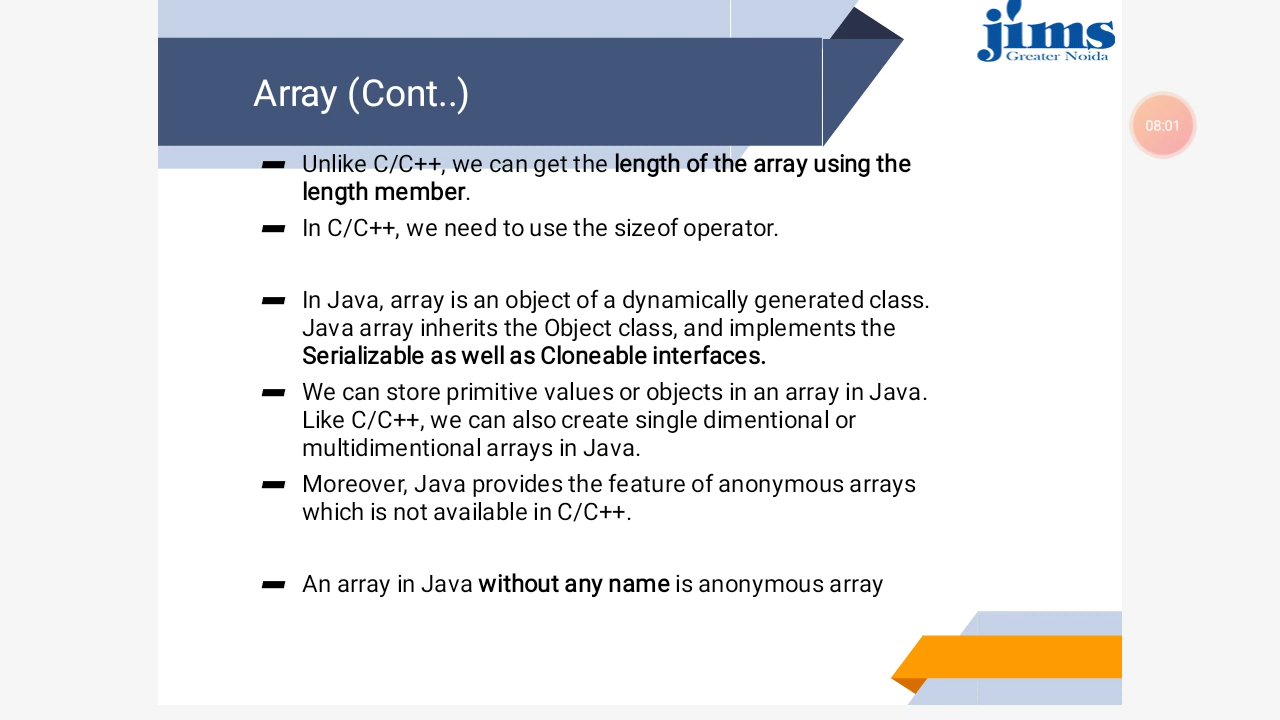 jims
Greater Noida
Array (Cont..)
08:01
Unlike C/C++, we can get the length of the array using the
length member.
In C/C++, we need to use the sizeof operator.
In Java, array is an object of a dynamically generated class.
Java array inherits the Object class, and implements the
Serializable as well as Cloneable interfaces.
We can store primitive values or objects in an array in Java.
Like C/C++, we can also create single dimentional or
multidimentional arrays in Java.
Moreover, Java provides the feature of anonymous arrays
which is not available in C/C++.
An array in Java without any name is anonymous array